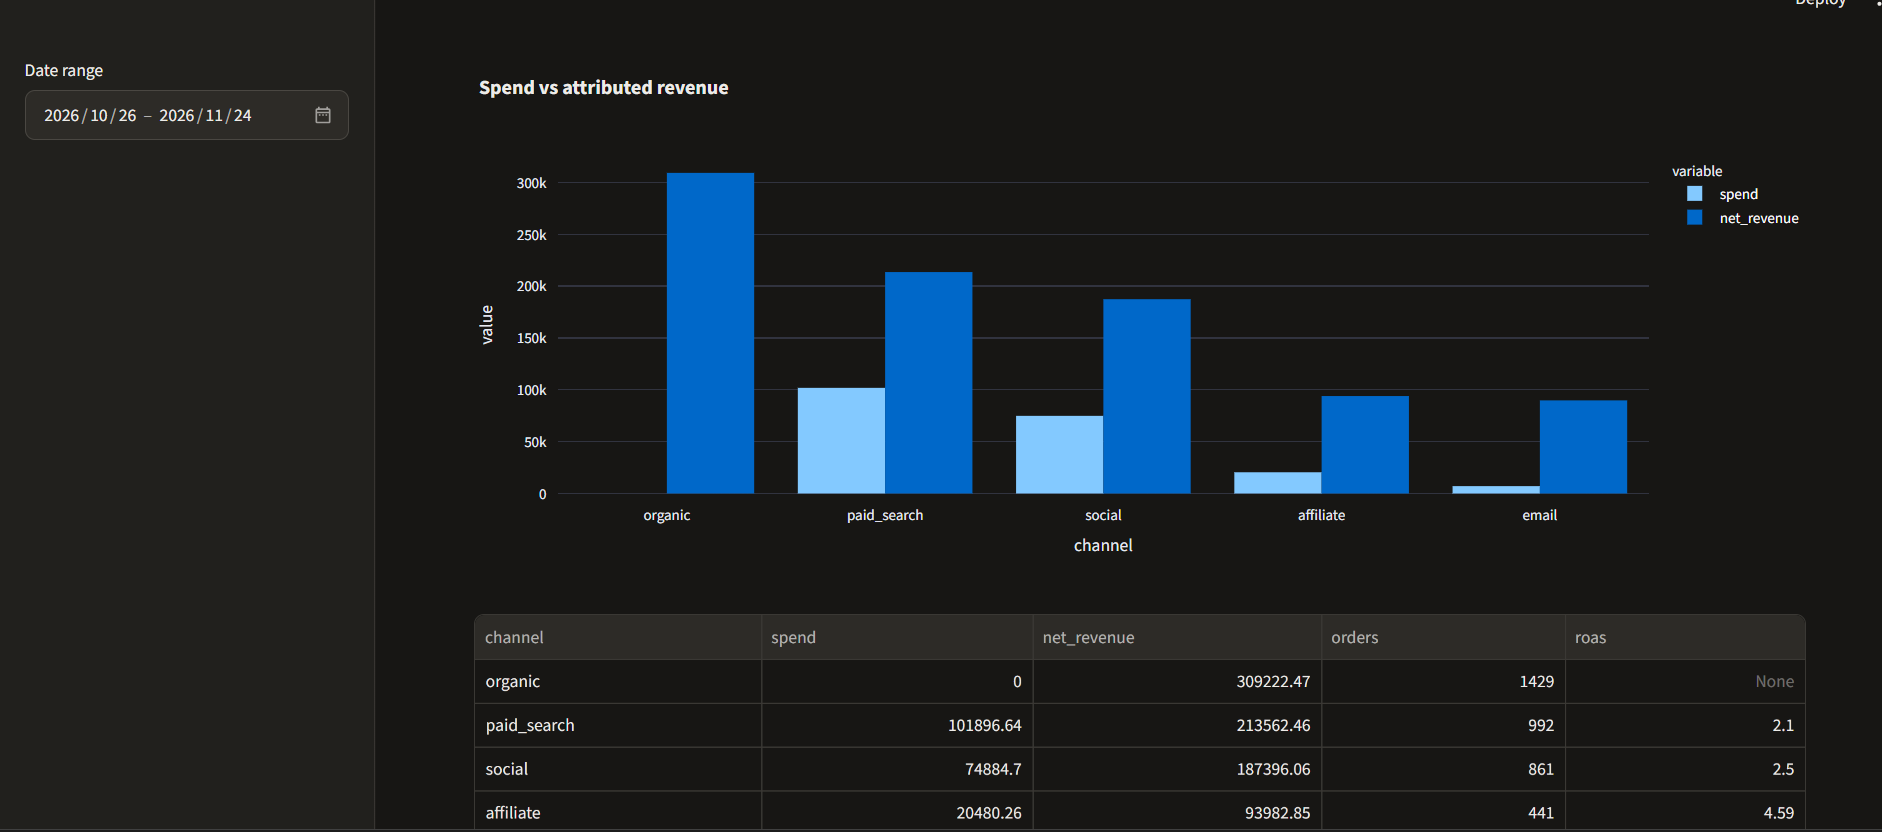 Deploy
Date range
2026/10/26 – 2026/11/24
Spend vs attributed revenue
variable
spend
net_revenue
value
300k
250k
200k
150k
100k
50k
0
organic paid_search social affiliate email
channel
channel spend net_revenue orders roas
organic 0 309222.47 1429 None
paid_search 101896.64 213562.46 992 2.1
social 74884.7 187396.06 861 2.5
affiliate 20480.26 93982.85 441 4.59